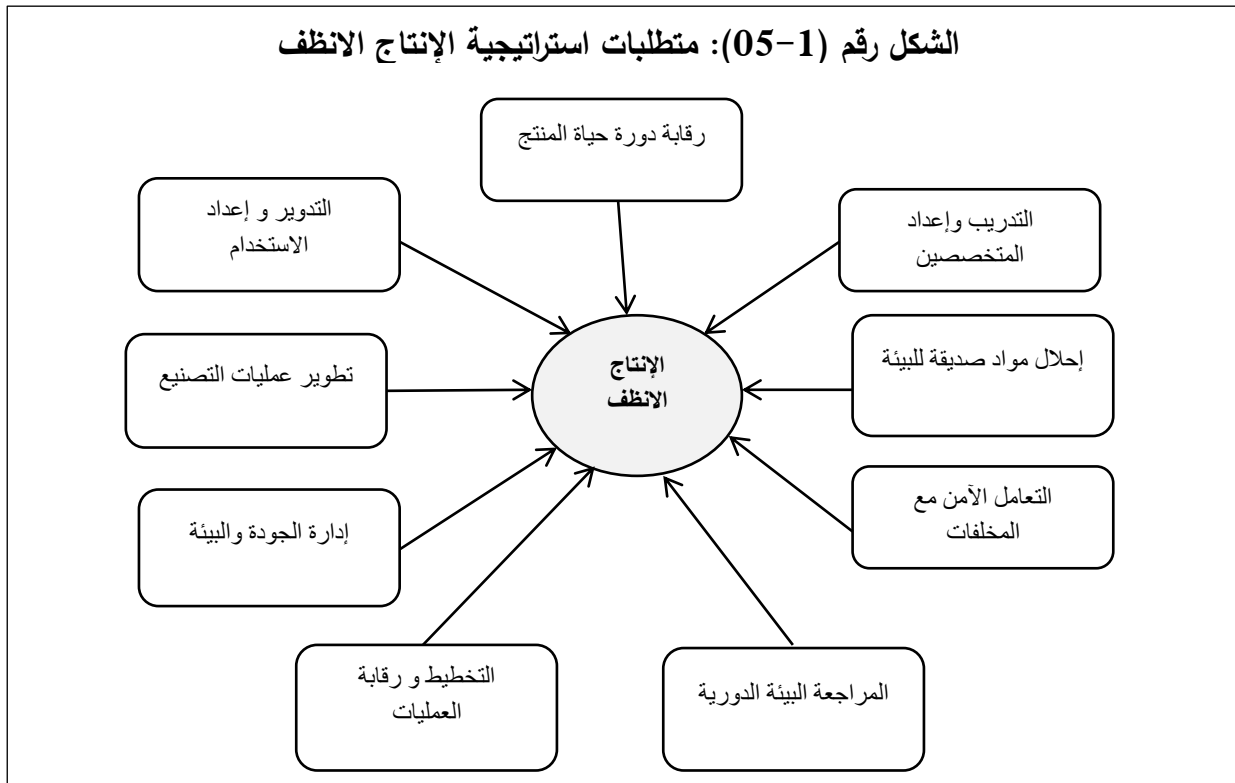 الشكل رقم (1-05): متطلبات استراتيجية الإنتاج الانظف
رقابة دورة حياة المنتج
التدريب وإعداد
المتخصصين
التدوير و إعداد
الاستخدام
إحلال مواد صديقة للبيئة
تطوير عمليات التصنيع
الإنتاج
الانظف
التعامل الآمن مع
المخلفات
إدارة الجودة والبيئة
المراجعة البيئة الدورية
التخطيط و رقابة
العمليات